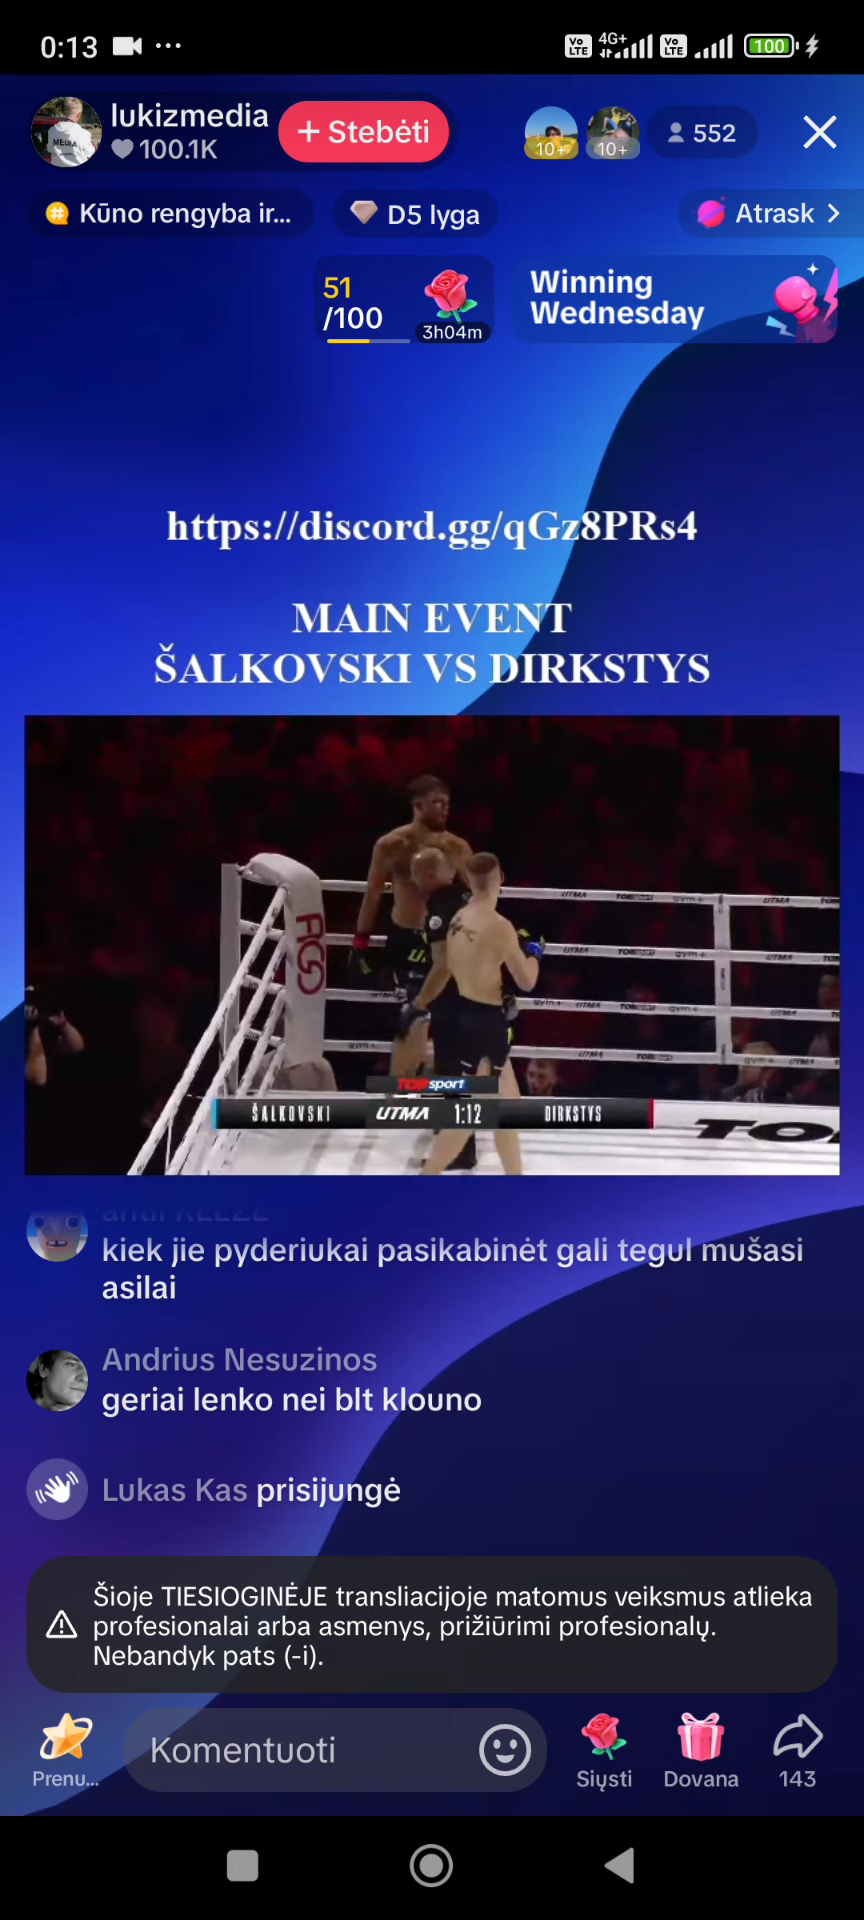 0:13
4G+
100
lukizmedia
100.1K
+ Stebėti
10+
10+
552
Kūno rengyba ir...
D5 lyga
Atrask
51
/100
3h04m
Winning
Wednesday
https://discord.gg/qGz8PRs4
MAIN EVENT
ŠALKOVSKI VS DIRKSTYS
RGO
TOPsport
ŠALKOVSKI UTMA 1:12 DIRKSTYS
kiek jie pyderiukai pasikabinėt gali tegul mušasi
asilai
Andrius Nesuzinos
geriai lenko nei blt klouno
Lukas Kas prisijungė
Šioje TIESIOGINĖJE transliacijoje matomus veiksmus atlieka
profesionalai arba asmenys, prižiūrimi profesionalų.
Nebandyk pats (-i).
Prenu...
Komentuoti
Siųsti
Dovana
143